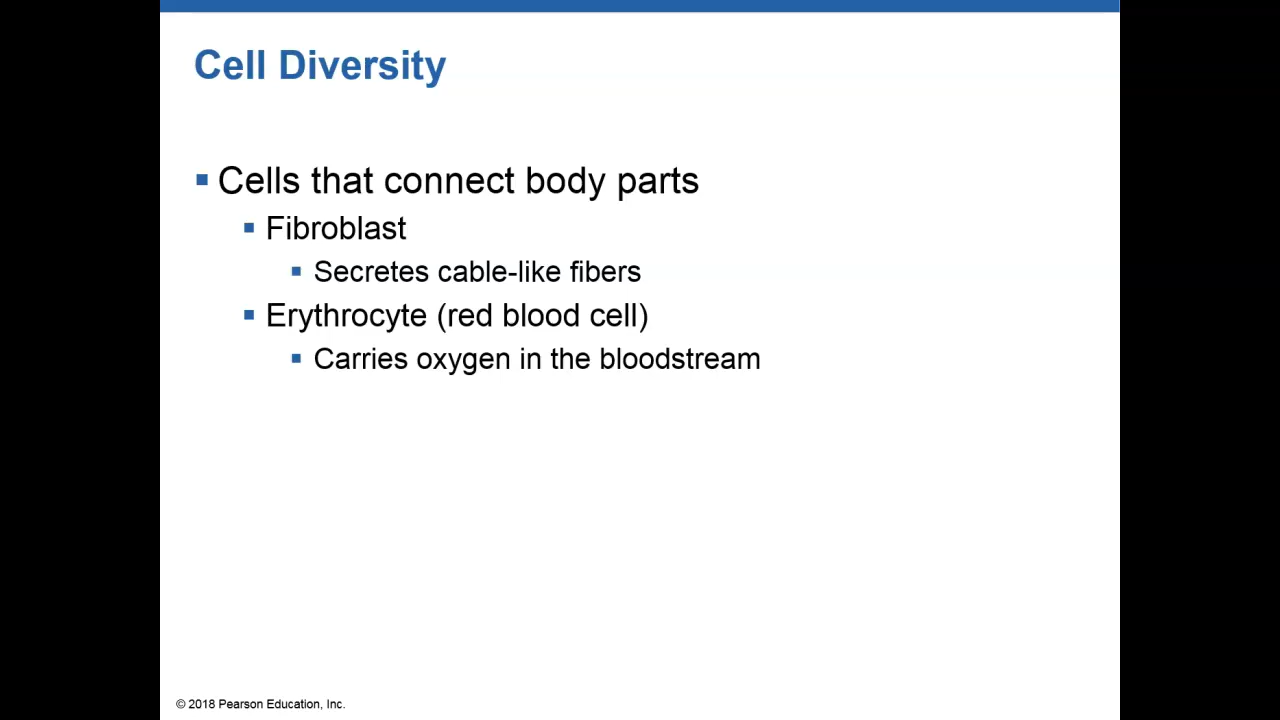 Cell Diversity
Cells that connect body parts
Fibroblast
Secretes cable-like fibers
Erythrocyte (red blood cell)
Carries oxygen in the bloodstream
© 2018 Pearson Education, Inc.